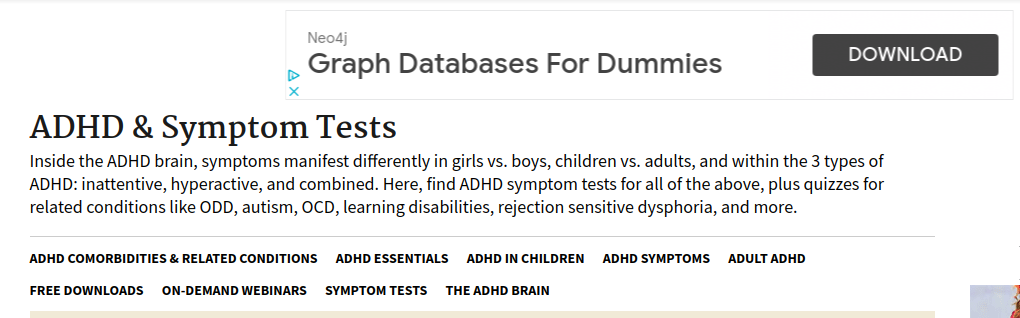 Neo4j
Graph Databases For Dummies
DOWNLOAD
ADHD & Symptom Tests
Inside the ADHD brain, symptoms manifest differently in girls vs. boys, children vs. adults, and within the 3 types of
ADHD: inattentive, hyperactive, and combined. Here, find ADHD symptom tests for all of the above, plus quizzes for
related conditions like ODD, autism, OCD, learning disabilities, rejection sensitive dysphoria, and more.
ADHD COMORBIDITIES & RELATED CONDITIONS ADHD ESSENTIALS ADHD IN CHILDREN ADHD SYMPTOMS ADULT ADHD
FREE DOWNLOADS ON-DEMAND WEBINARS SYMPTOM TESTS THE ADHD BRAIN